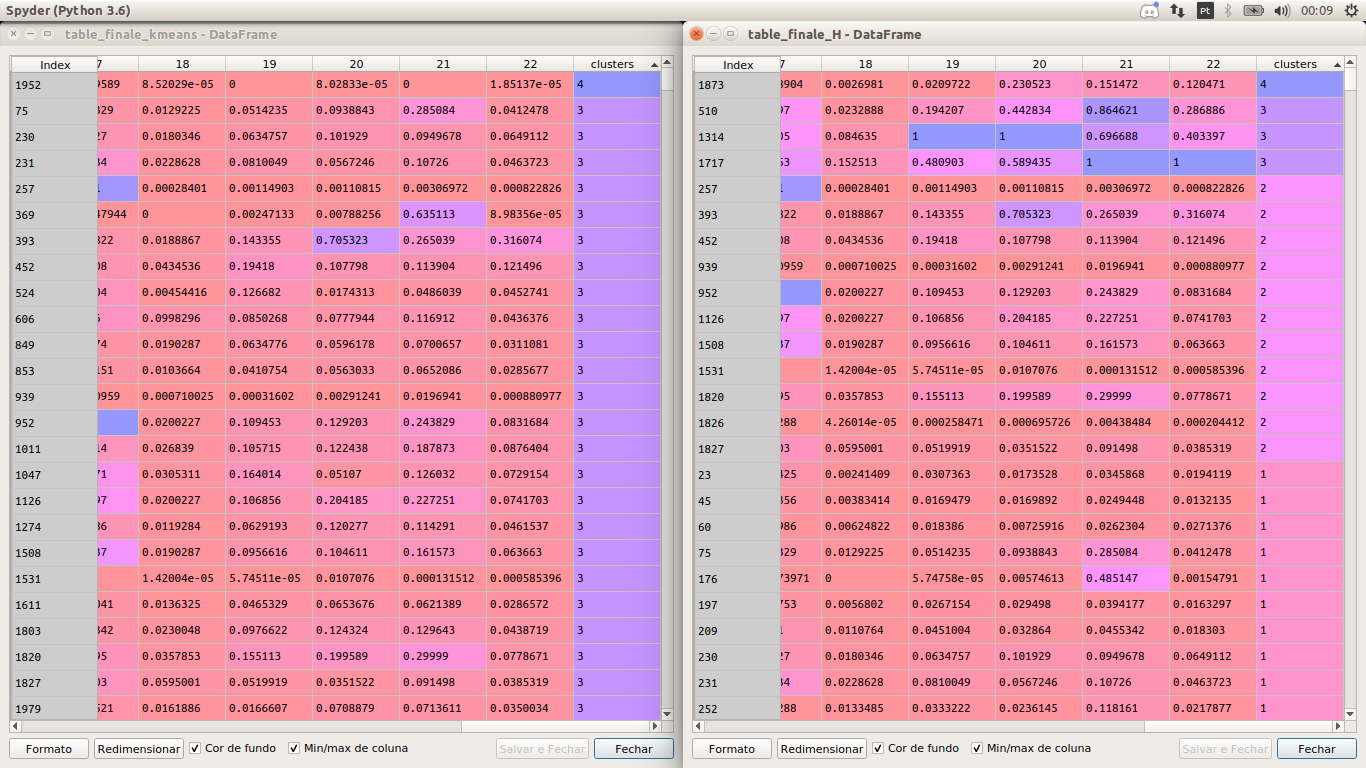 Spyder (Python 3.6) Pt 00:09
table_finale_kmeans - DataFrame
Index 7 18 19 20 21 22 clusters
1952 9589 8.52029e-05 0 8.02833e-05 0 1.85137e-05 4
75 329 0.0129225 0.0514235 0.0938843 0.285084 0.0412478 3
230 27 0.0180346 0.0634757 0.101929 0.0949678 0.0649112 3
231 34 0.0228628 0.0810049 0.0567246 0.10726 0.0463723 3
257 1 0.00028401 0.00114903 0.00110815 0.00306972 0.000822826 3
369 47944 0 0.00247133 0.00788256 0.635113 8.98356e-05 3
393 322 0.0188867 0.143355 0.705323 0.265039 0.316074 3
452 08 0.0434536 0.19418 0.107798 0.113904 0.121496 3
524 04 0.00454416 0.126682 0.0174313 0.0486039 0.0452741 3
606 0.0998296 0.0850268 0.0777944 0.116912 0.0436376 3
849 74 0.0190287 0.0634776 0.0596178 0.0700657 0.0311081 3
853 151 0.0103664 0.0410754 0.0563033 0.0652086 0.0285677 3
939 0959 0.000710025 0.00031602 0.00291241 0.0196941 0.000880977 3
952 0.0200227 0.109453 0.129203 0.243829 0.0831684 3
1011 14 0.026839 0.105715 0.122438 0.187873 0.0876404 3
1047 71 0.0305311 0.164014 0.05107 0.126032 0.0729154 3
1126 97 0.0200227 0.106856 0.204185 0.227251 0.0741703 3
1274 36 0.0119284 0.0629193 0.120277 0.114291 0.0461537 3
1508 37 0.0190287 0.0956616 0.104611 0.161573 0.063663 3
1531 1.42004e-05 5.74511e-05 0.0107076 0.000131512 0.000585396 3
1611 041 0.0136325 0.0465329 0.0653676 0.0621389 0.0286572 3
1803 342 0.0230048 0.0976622 0.124324 0.129643 0.0438719 3
1820 95 0.0357853 0.155113 0.199589 0.29999 0.0778671 3
1827 03 0.0595001 0.0519919 0.0351522 0.091498 0.0385319 3
1979 521 0.0161886 0.0166607 0.0708879 0.0713611 0.0350034 3
Formato Redimensionar Cor de fundo Min/max de coluna Salvar e Fechar Fechar
table_finale_H - DataFrame
Index 7 18 19 20 21 22 clusters
1873 3904 0.0026981 0.0209722 0.230523 0.151472 0.120471 4
510 97 0.0232888 0.194207 0.442834 0.864621 0.286886 3
1314 05 0.084635 1 1 0.696688 0.403397 3
1717 53 0.152513 0.480903 0.589435 1 1 3
257 1 0.00028401 0.00114903 0.00110815 0.00306972 0.000822826 2
393 322 0.0188867 0.143355 0.705323 0.265039 0.316074 2
452 08 0.0434536 0.19418 0.107798 0.113904 0.121496 2
939 0959 0.000710025 0.00031602 0.00291241 0.0196941 0.000880977 2
952 0.0200227 0.109453 0.129203 0.243829 0.0831684 2
1126 97 0.0200227 0.106856 0.204185 0.227251 0.0741703 2
1508 37 0.0190287 0.0956616 0.104611 0.161573 0.063663 2
1531 1.42004e-05 5.74511e-05 0.0107076 0.000131512 0.000585396 2
1820 95 0.0357853 0.155113 0.199589 0.29999 0.0778671 2
1826 288 4.26014e-05 0.000258471 0.000695726 0.00438484 0.000204412 2
1827 03 0.0595001 0.0519919 0.0351522 0.091498 0.0385319 2
23 425 0.00241409 0.0307363 0.0173528 0.0345868 0.0194119 1
45 356 0.00383414 0.0169479 0.0169892 0.0249448 0.0132135 1
60 986 0.00624822 0.018386 0.00725916 0.0262304 0.0271376 1
75 329 0.0129225 0.0514235 0.0938843 0.285084 0.0412478 1
176 73971 0 5.74758e-05 0.00574613 0.485147 0.00154791 1
197 753 0.0056802 0.0267154 0.029498 0.0394177 0.0163297 1
209 1 0.0110764 0.0451004 0.032864 0.0455342 0.018303 1
230 27 0.0180346 0.0634757 0.101929 0.0949678 0.0649112 1
231 34 0.0228628 0.0810049 0.0567246 0.10726 0.0463723 1
252 288 0.0133485 0.0333222 0.0236145 0.118161 0.0217877 1
Formato Redimensionar Cor de fundo Min/max de coluna Salvar e Fechar Fechar